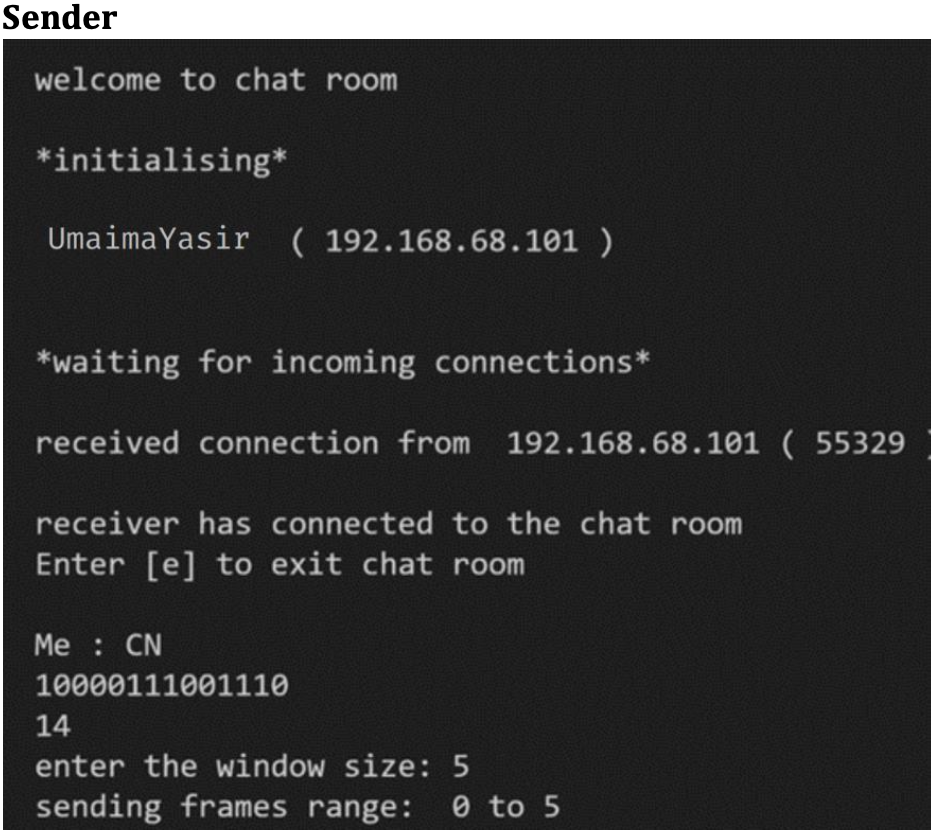 Sender
welcome to chat room
*initialising*
UmaimaYasir ( 192.168.68.101 )
*waiting for incoming connections*
received connection from 192.168.68.101 ( 55329 )
receiver has connected to the chat room
Enter [e] to exit chat room
Me : CN
10000111001110
14
enter the window size: 5
sending frames range: 0 to 5